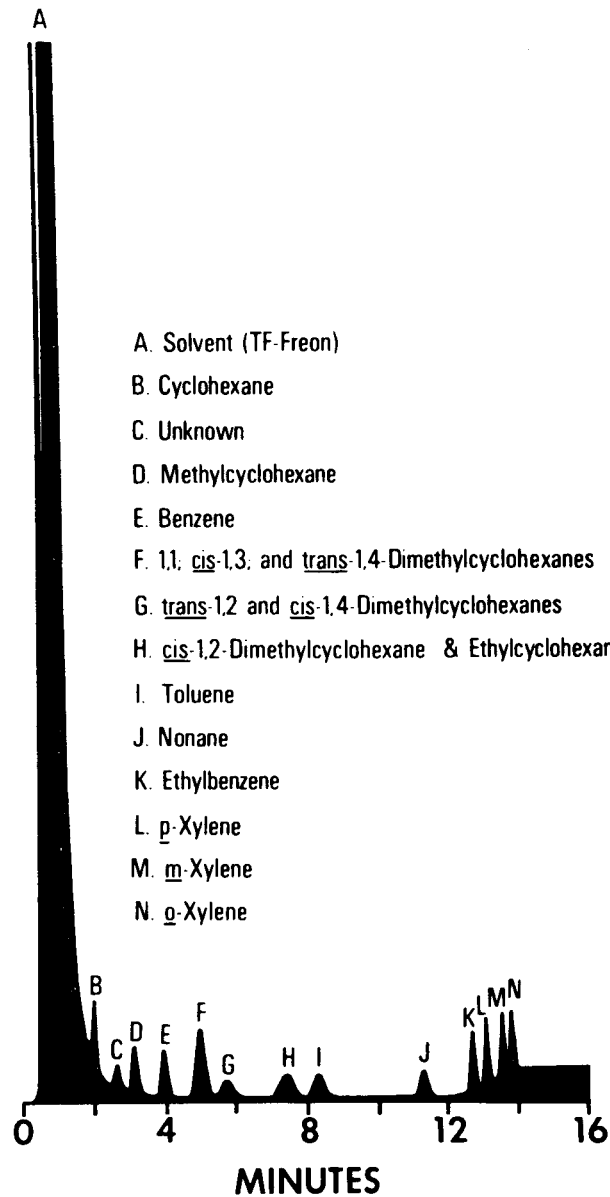 A
A. Solvent (TF-Freon)
B. Cyclohexane
C. Unknown
D. Methylcyclohexane
E. Benzene
F. 1,1; cis-1,3; and trans-1,4-Dimethylcyclohexanes
G. trans-1,2 and cis-1,4-Dimethylcyclohexanes
H. cis-1,2-Dimethylcyclohexane & Ethylcyclohexan
I. Toluene
J. Nonane
K. Ethylbenzene
L. p-Xylene
M. m-Xylene
N. o-Xylene
B C D E F G H I J K L M N
0 4 8 12 16
MINUTES